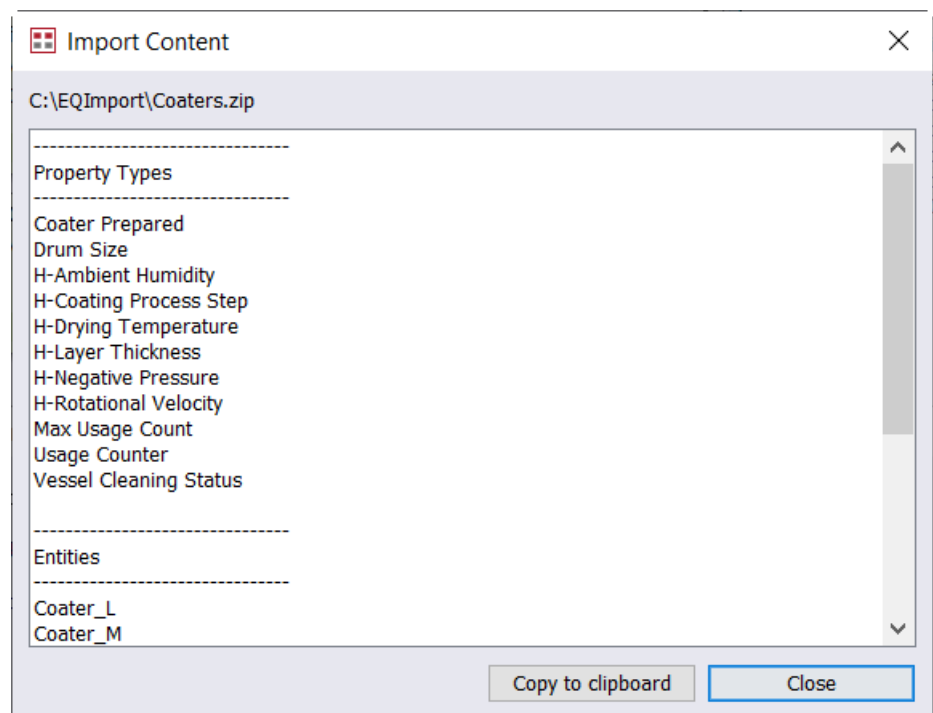 Import Content
C:\EQImport\Coaters.zip
--------------------------------
Property Types
--------------------------------
Coater Prepared
Drum Size
H-Ambient Humidity
H-Coating Process Step
H-Drying Temperature
H-Layer Thickness
H-Negative Pressure
H-Rotational Velocity
Max Usage Count
Usage Counter
Vessel Cleaning Status
--------------------------------
Entities
--------------------------------
Coater_L
Coater_M
Copy to clipboard
Close